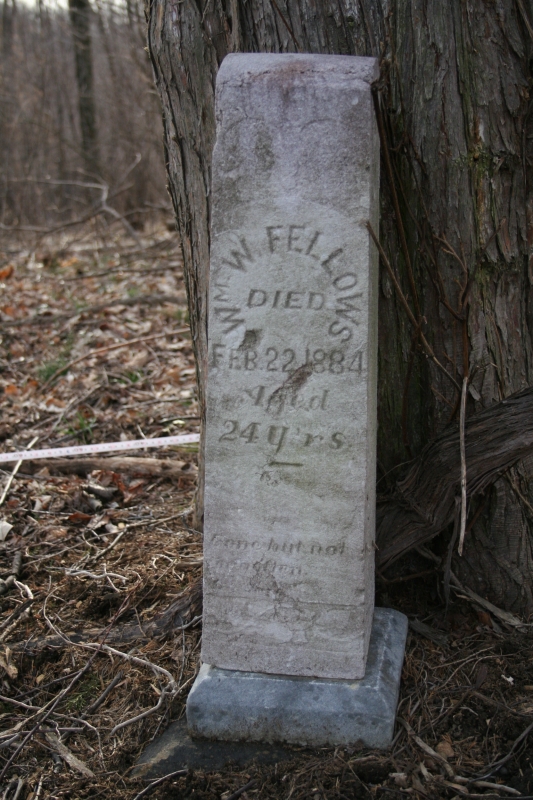 Wm W. FELLOWS
DIED
FEB. 22, 1884
Aged
24 Y'rs
Gone but not
forgotten